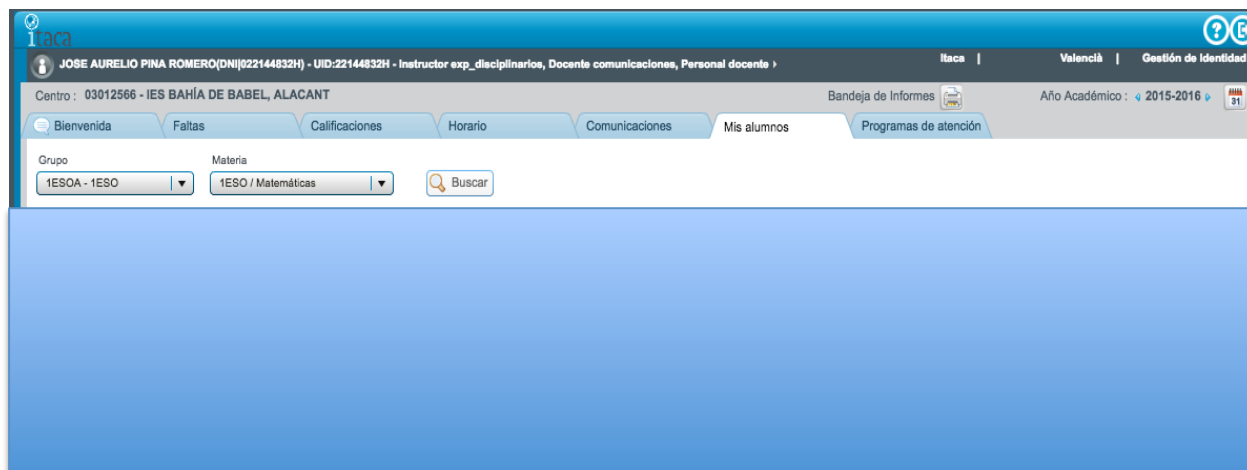 itaca
JOSE AURELIO PINA ROMERO(DNI|022144832H) - UID:22144832H - Instructor exp_disciplinarios, Docente comunicaciones, Personal docente
Itaca | Valencià | Gestión de Identidad
Centro : 03012566 - IES BAHÍA DE BABEL, ALACANT
Bandeja de Informes
Año Académico : 2015-2016
31
Bienvenida Faltas Calificaciones Horario Comunicaciones Mis alumnos Programas de atención
Grupo Materia
1ESOA - 1ESO 1ESO / Matemáticas Buscar